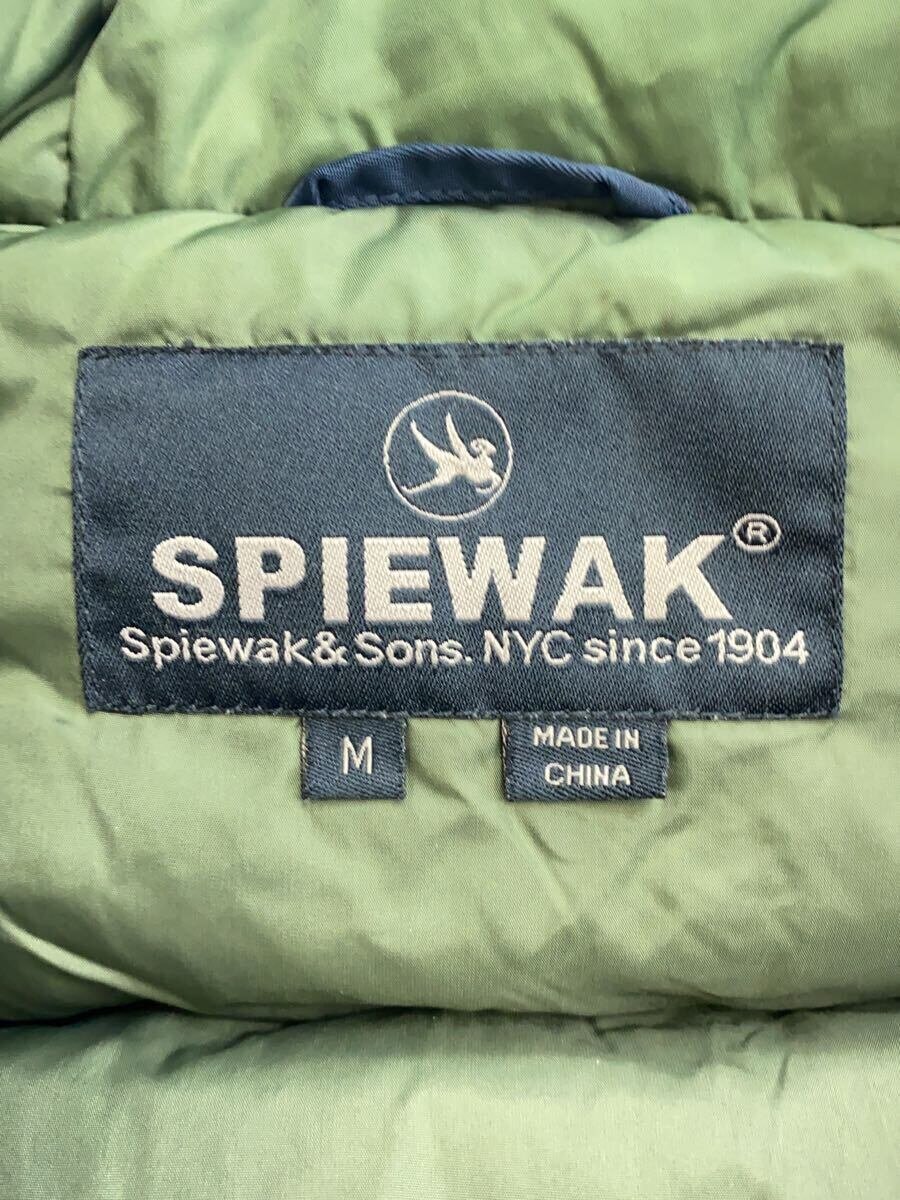 SPIEWAK®
Spiewak & Sons. NYC since 1904
M
MADE IN
CHINA